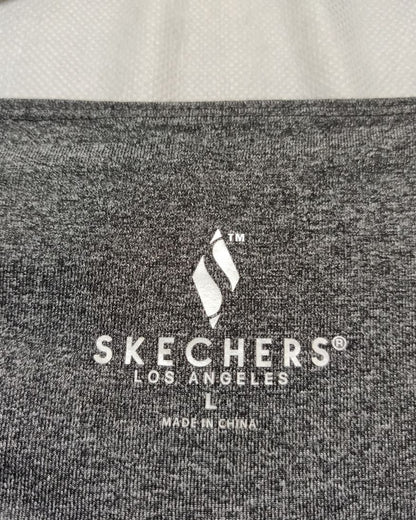 TM
SKECHERS®
LOS ANGELES
L
MADE IN CHINA